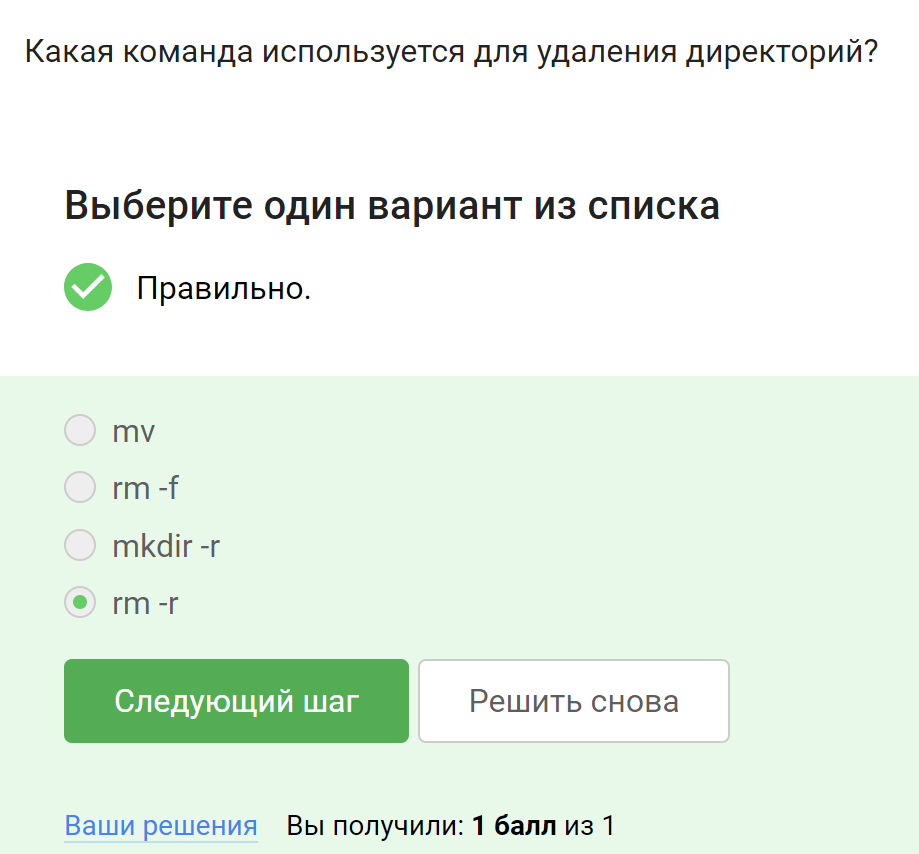 Какая команда используется для удаления директорий?
Выберите один вариант из списка
Правильно.
mv
rm -f
mkdir -r
rm -r
Следующий шаг Решить снова
Ваши решения Вы получили: 1 балл из 1